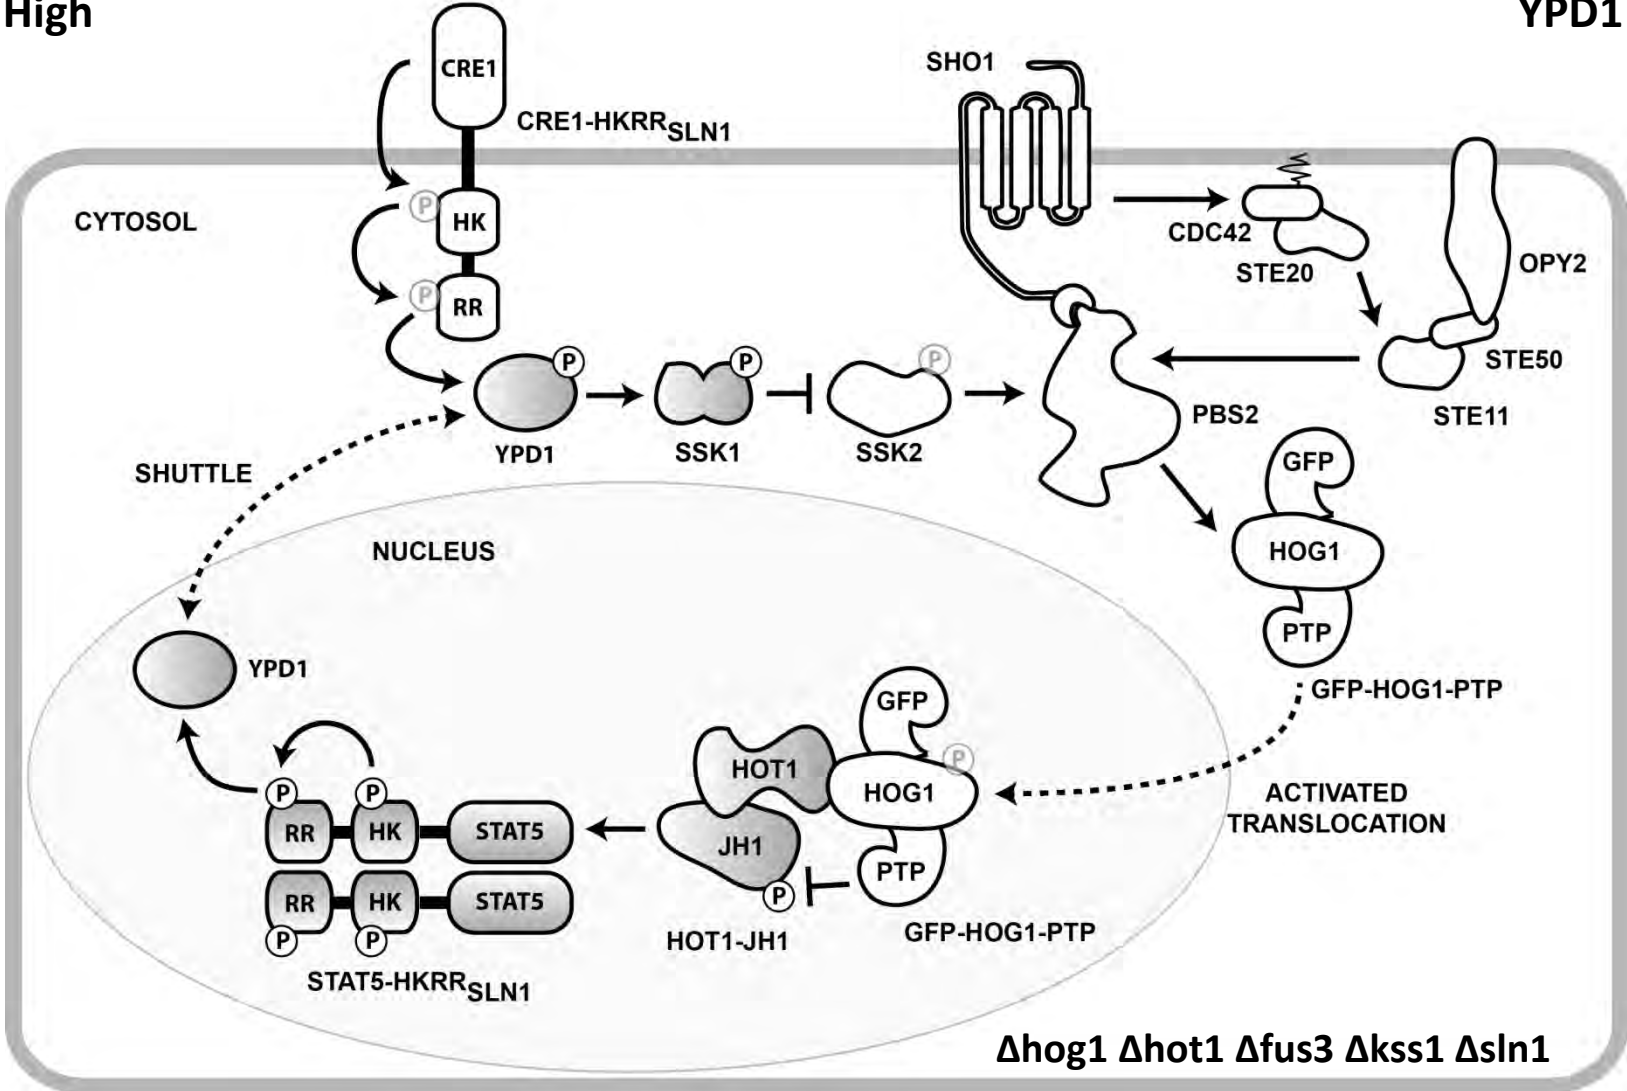 High
YPD1
CRE1
SHO1
CRE1-HKRRSLN1
CYTOSOL
P
HK
CDC42
STE20
OPY2
P
RR
P
P
P
STE50
YPD1
SSK1
SSK2
PBS2
STE11
SHUTTLE
GFP
NUCLEUS
HOG1
PTP
YPD1
GFP-HOG1-PTP
GFP
HOT1
P
HOG1
ACTIVATED
TRANSLOCATION
P
P
RR
HK
STAT5
JH1
PTP
P
RR
HK
STAT5
P
P
HOT1-JH1
GFP-HOG1-PTP
STAT5-HKRRSLN1
Δhog1 Δhot1 Δfus3 Δkss1 Δsln1